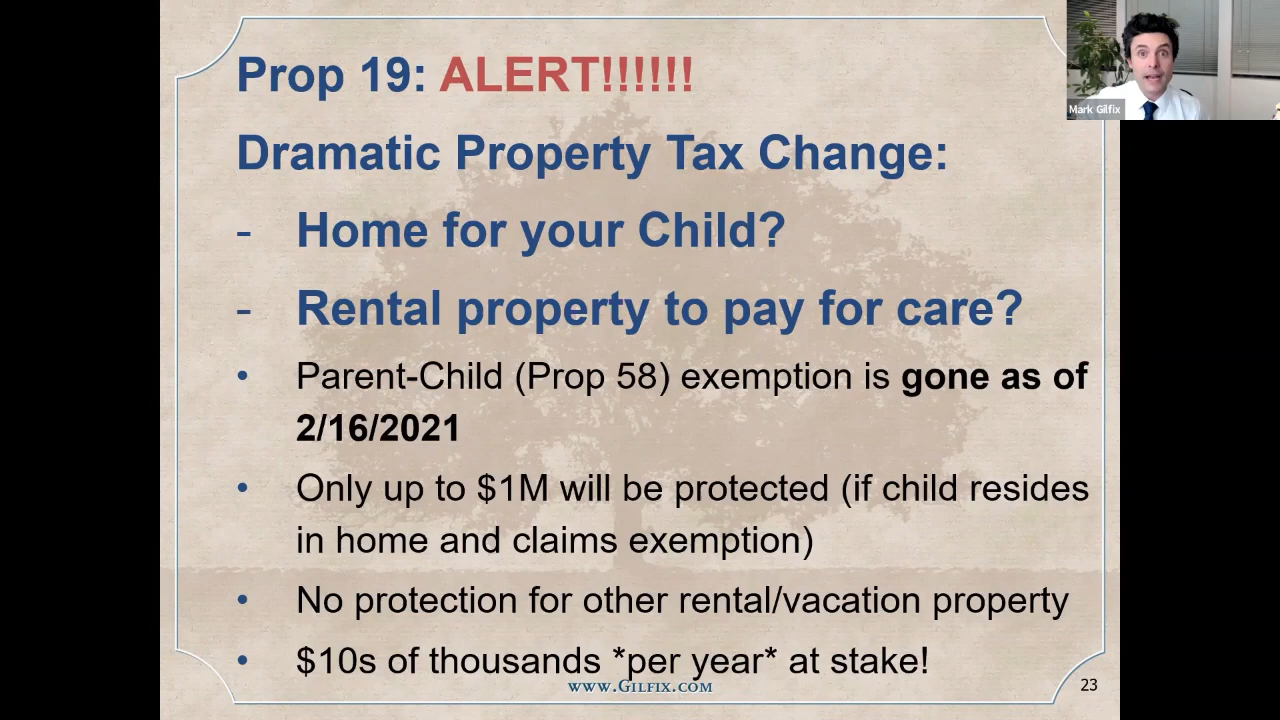 Prop 19: ALERT!!!!!!
Mark Gilfix
Dramatic Property Tax Change:
- Home for your Child?
- Rental property to pay for care?
• Parent-Child (Prop 58) exemption is gone as of
2/16/2021
• Only up to $1M will be protected (if child resides
in home and claims exemption)
• No protection for other rental/vacation property
• $10s of thousands *per year* at stake!
www.Gilfix.com
23